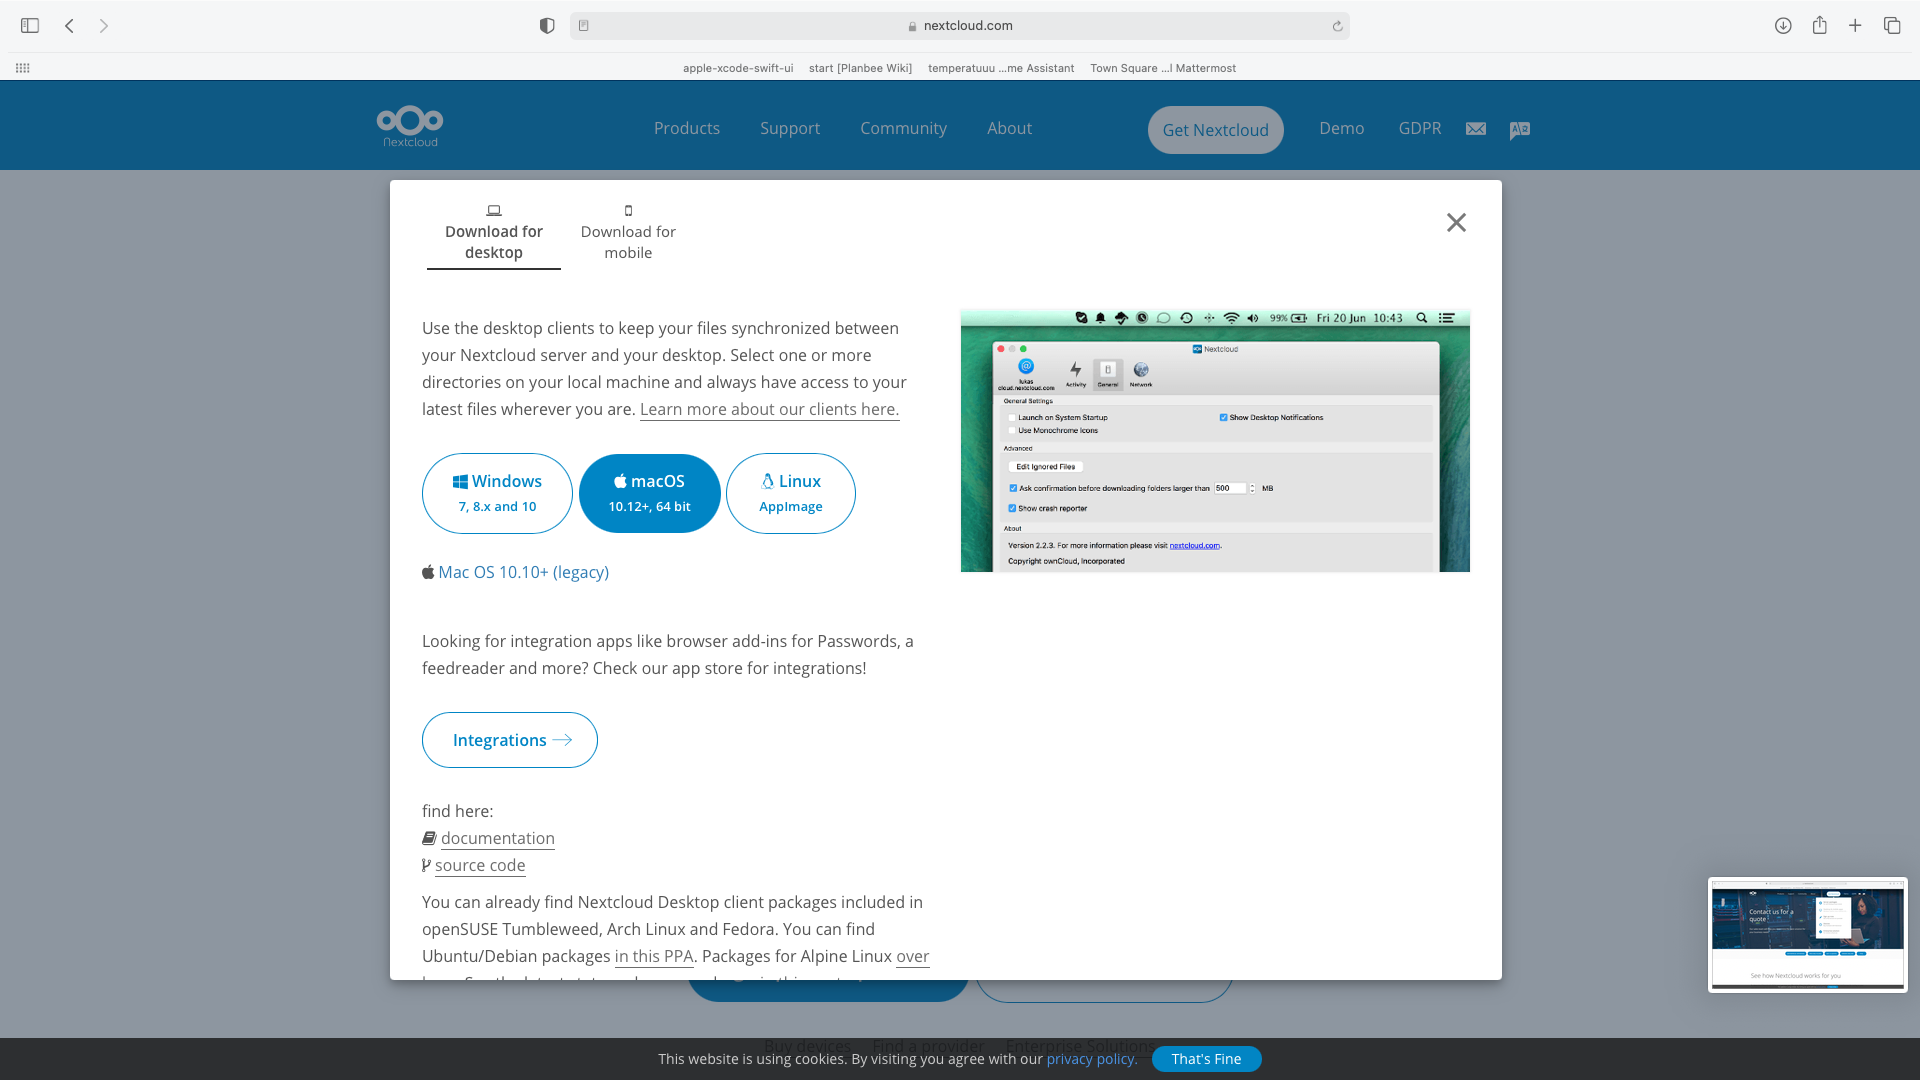 nextcloud.com
apple-xcode-swift-ui start [Planbee Wiki] temperatuuu ...me Assistant Town Square ...l Mattermost
nextcloud
Products Support Community About Get Nextcloud Demo GDPR
Download for desktop
Download for mobile
Use the desktop clients to keep your files synchronized between
your Nextcloud server and your desktop. Select one or more
directories on your local machine and always have access to your
latest files wherever you are. Learn more about our clients here.
Windows
7, 8.x and 10
macOS
10.12+, 64 bit
Linux
AppImage
Mac OS 10.10+ (legacy)
Looking for integration apps like browser add-ins for Passwords, a
feedreader and more? Check our app store for integrations!
Integrations
find here:
documentation
source code
You can already find Nextcloud Desktop client packages included in
openSUSE Tumbleweed, Arch Linux and Fedora. You can find
Ubuntu/Debian packages in this PPA. Packages for Alpine Linux over
99% Fri 20 Jun 10:43
Nextcloud
lukas
cloud.nextcloud.com
Activity General Network
General Settings
Launch on System Startup Show Desktop Notifications
Use Monochrome Icons
Advanced
Edit Ignored Files
Ask confirmation before downloading folders larger than 500 MB
Show crash reporter
About
Version 2.2.3. For more information please visit nextcloud.com.
Copyright ownCloud, Incorporated
Contact us for a
quote
See how Nextcloud works for you
Buy devices Find a provider Enterprise Solutions
This website is using cookies. By visiting you agree with our privacy policy. That's Fine